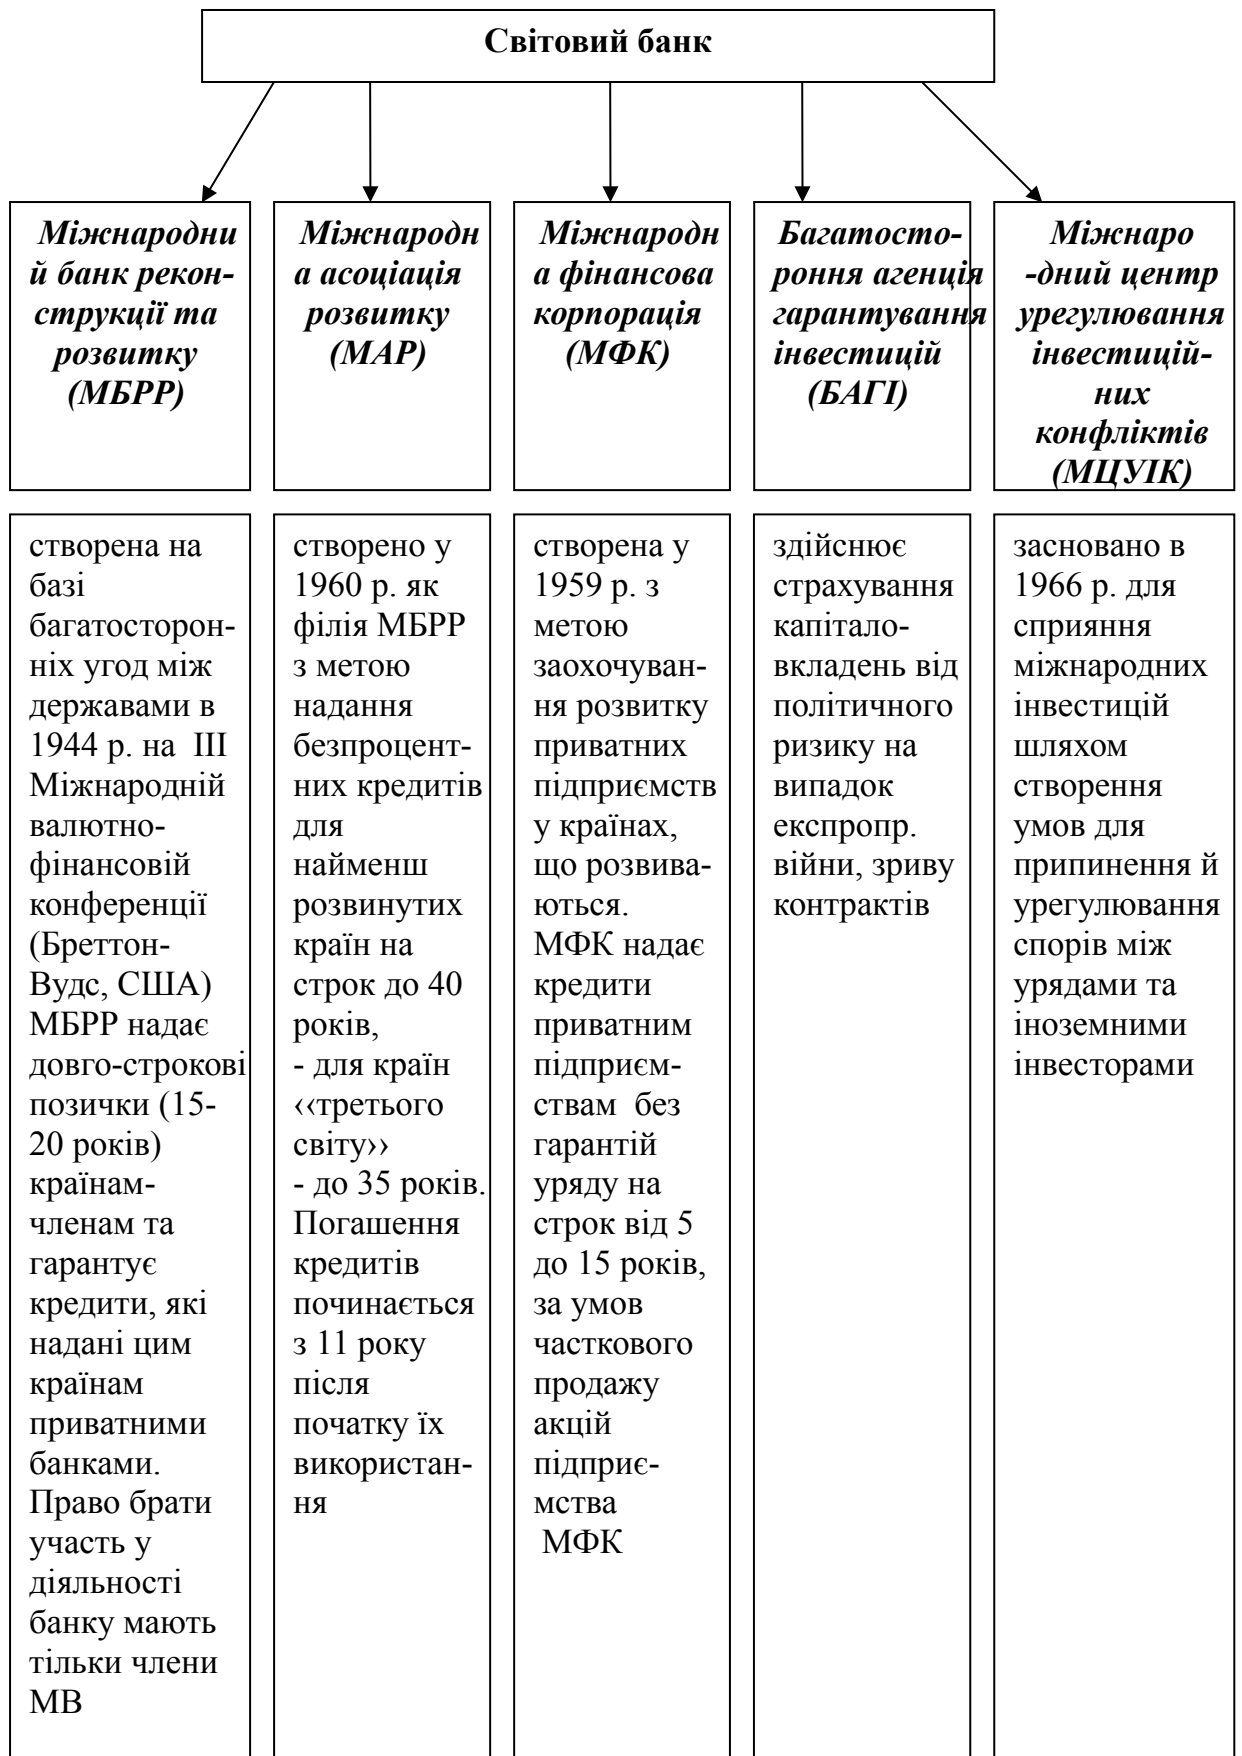 Світовий банк
Міжнародни
й банк рекон-
струкції та
розвитку
(МБРР)
Міжнародн
а асоціація
розвитку
(МАР)
Міжнародн
а фінансова
корпорація
(МФК)
Багатосто-
роння агенція
гарантування
інвестицій
(БАГІ)
Міжнаро
-дний центр
урегулювання
інвестицій-
них
конфліктів
(МЦУІК)
створена на
базі
багатосторон-
ніх угод між
державами в
1944 р. на III
Міжнародній
валютно-
фінансовій
конференції
(Бреттон-
Вудс, США)
МБРР надає
довго-строкові
позички (15-
20 років)
країнам-
членам та
гарантує
кредити, які
надані цим
країнам
приватними
банками.
Право брати
участь у
діяльності
банку мають
тільки члени
МВ
створено у
1960 р. як
філія МБРР
з метою
надання
безпроцент-
них кредитів
для
найменш
розвинутих
країн на
строк до 40
років,
- для країн
‹‹третього
світу››
- до 35 років.
Погашення
кредитів
починається
з 11 року
після
початку їх
використан-
ня
створена у
1959 р. з
метою
заохочуван-
ня розвитку
приватних
підприємств
у країнах,
що розвива-
ються.
МФК надає
кредити
приватним
підприєм-
ствам без
гарантій
уряду на
строк від 5
до 15 років,
за умов
часткового
продажу
акцій
підприє-
мства
МФК
здійснює
страхування
капітало-
вкладень від
політичного
ризику на
випадок
експропр.
війни, зриву
контрактів
засновано в
1966 р. для
сприяння
міжнародних
інвестицій
шляхом
створення
умов для
припинення й
урегулювання
спорів між
урядами та
іноземними
інвесторами